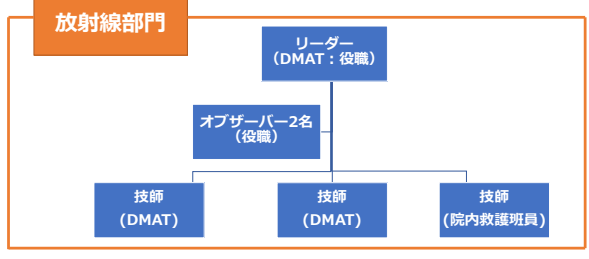 放射線部門
リーダー
（DMAT：役職）
オブザーバー2名
（役職）
技師
(DMAT)
技師
(DMAT)
技師
(院内救護班員)